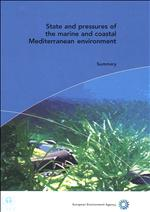 State and pressures of
the marine and coastal
Mediterranean environment
Summary
European Environment Agency